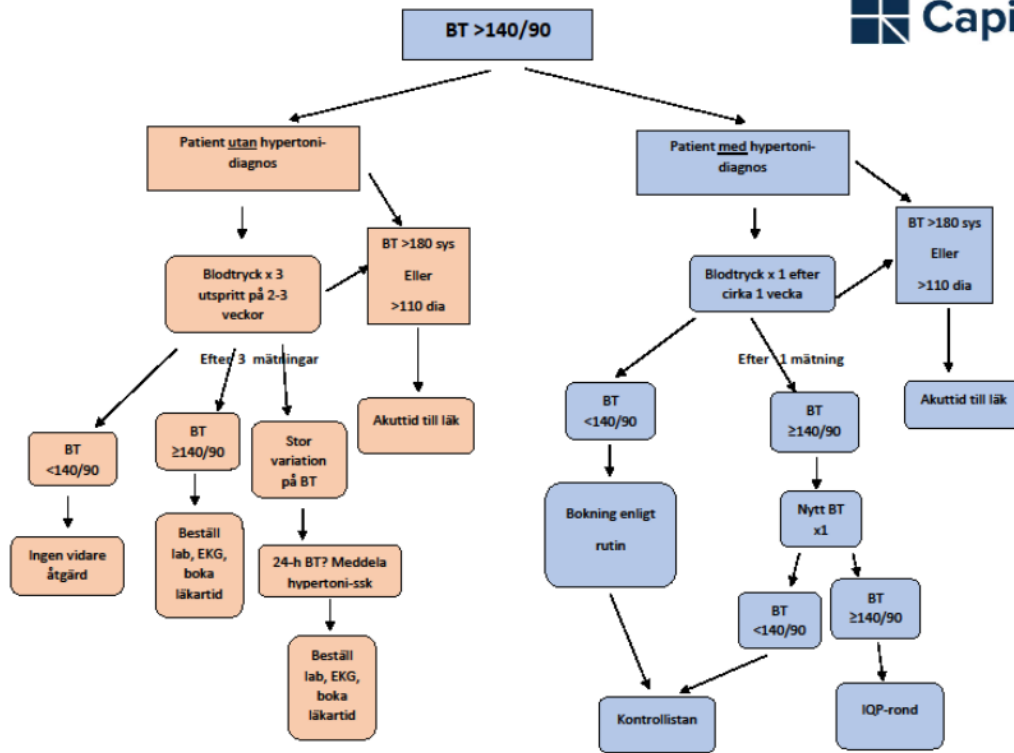 Capi
BT >140/90
Patient utan hypertoni-
diagnos
Patient med hypertoni-
diagnos
BT >180 sys
Eller
>110 dia
BT >180 sys
Eller
>110 dia
Blodtryck x 3
utspritt på 2-3
veckor
Blodtryck x 1 efter
cirka 1 vecka
Efter 3 mätningar
Efter 1 mätning
Akuttid till läk
Akuttid till läk
BT
<140/90
BT
≥140/90
Stor
variation
på BT
BT
<140/90
BT
≥140/90
Ingen vidare
åtgärd
Beställ
lab, EKG,
boka
läkartid
24-h BT? Meddela
hypertoni-ssk
Beställ
lab, EKG,
boka
läkartid
Bokning enligt
rutin
Nytt BT
x1
BT
<140/90
BT
≥140/90
Kontrollistan
IQP-rond